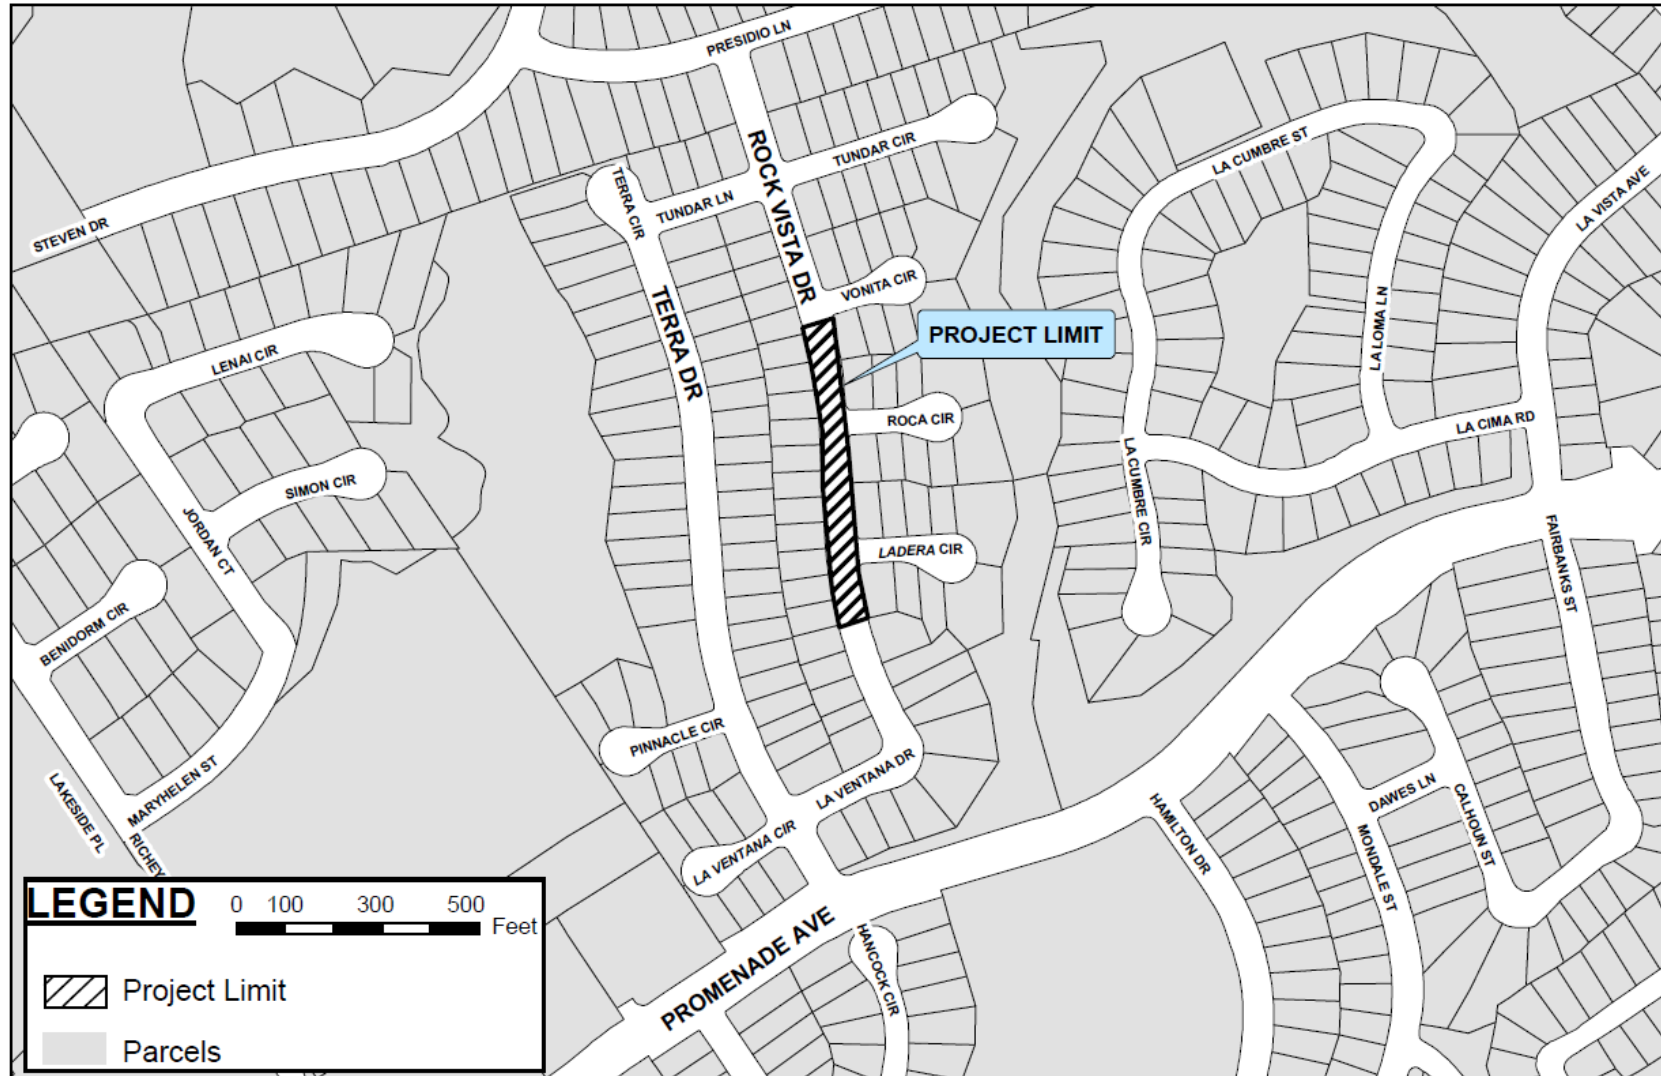 PRESIDIO LN
TUNDAR CIR
ROCK VISTA DR
TERRA CIR
TUNDAR LN
STEVEN DR
LA CUMBRE ST
LA VISTA AVE
VONITA CIR
TERRA DR
PROJECT LIMIT
LA LOMA LN
LENAI CIR
ROCA CIR
LA CIMA RD
LA CUMBRE CIR
SIMON CIR
JORDAN CT
LADERA CIR
FAIRBANKS ST
BENIDORM CIR
PINNACLE CIR
LA VENTANA DR
MARYHELEN ST
LAKESIDE PL
RICHEY
LA VENTANA CIR
HAMILTON DR
DAWES LN
CALHOUN ST
MONDALE ST
PROMENADE AVE
HANCOCK CIR
LEGEND
0 100 300 500
Feet
Project Limit
Parcels